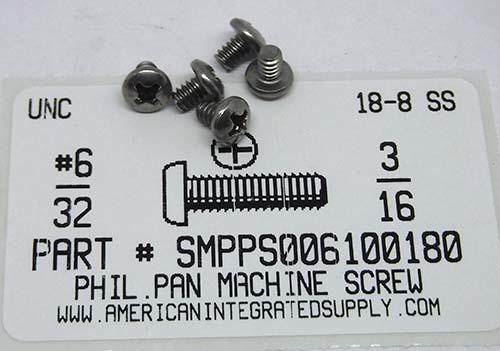 UNC 18-8 SS
#6 3
32 16
PART # SMPPS006100180
PHIL.PAN MACHINE SCREW
WWW.AMERICANINTEGRATEDSUPPLY.COM